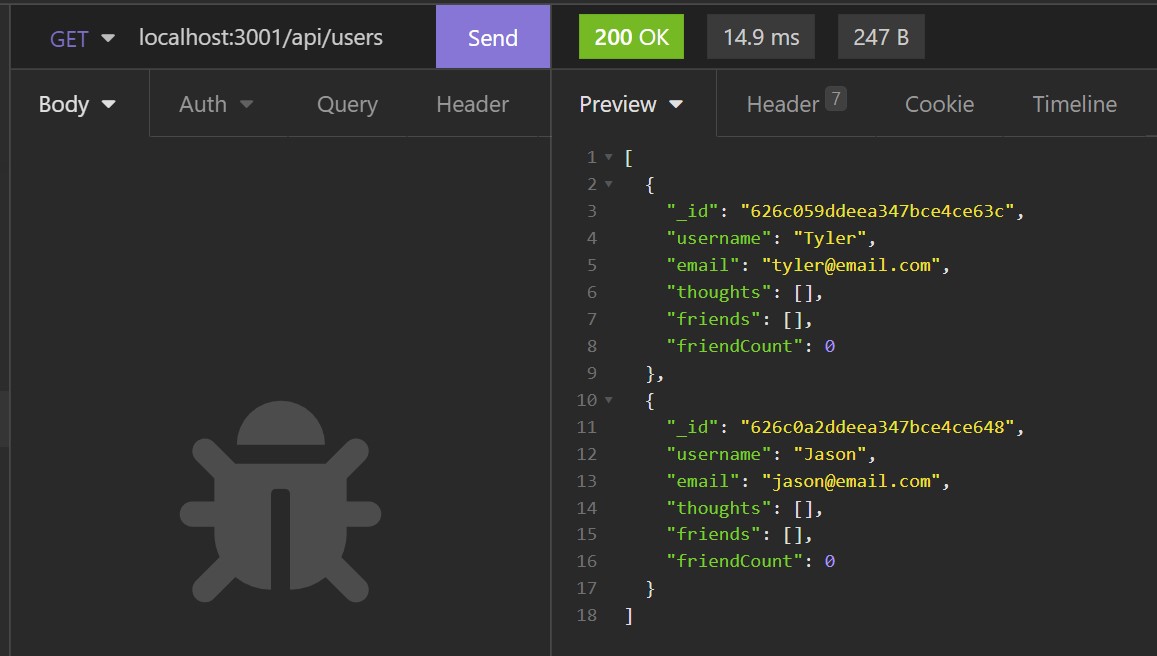 GET localhost:3001/api/users Send 200 OK 14.9 ms 247 B
Body Auth Query Header Preview Header 7 Cookie Timeline
1 [
2 {
3 "_id": "626c059ddeea347bce4ce63c",
4 "username": "Tyler",
5 "email": "tyler@email.com",
6 "thoughts": [],
7 "friends": [],
8 "friendCount": 0
9 },
10 {
11 "_id": "626c0a2ddeea347bce4ce648",
12 "username": "Jason",
13 "email": "jason@email.com",
14 "thoughts": [],
15 "friends": [],
16 "friendCount": 0
17 }
18 ]